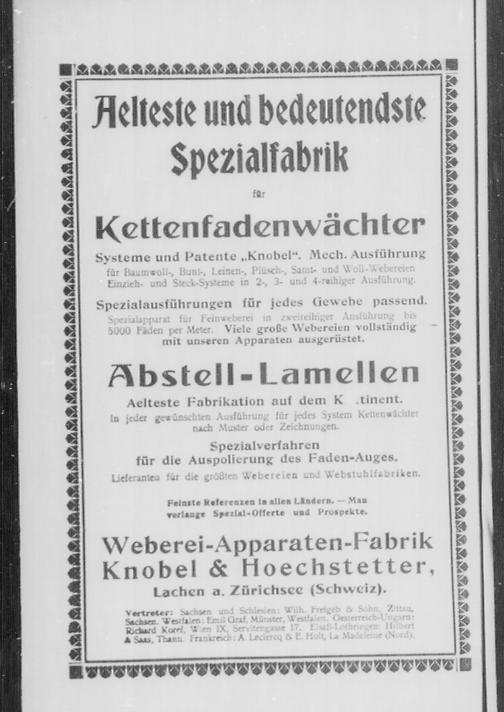 Aelteste und bedeutendste
Spezialfabrik
für
Kettenfadenwächter
Systeme und Patente „Knobel“. Mech. Ausführung
für Baumwoll-, Bunt-, Leinen-, Plüsch-, Samt- und Woll-Webereien
Einzieh- und Steck-Systeme in 2-, 3- und 4-reihiger Ausführung.
Spezialausführungen für jedes Gewebe passend.
Spezialapparat für Feinweberei in zweireihiger Ausführung bis
5000 Fäden per Meter. Viele große Webereien vollständig
mit unseren Apparaten ausgerüstet.
Abstell-Lamellen
Aelteste Fabrikation auf dem K .tinent.
In jeder gewünschten Ausführung für jedes System Kettenwächter
nach Muster oder Zeichnungen.
Spezialverfahren
für die Auspolierung des Faden-Auges.
Lieferanten für die größten Webereien und Webstuhlfabriken.
Feinste Referenzen in allen Ländern. — Man
verlange Spezial-Offerte und Prospekte.
Weberei-Apparaten-Fabrik
Knobel & Hoechstetter,
Lachen a. Zürichsee (Schweiz).
Vertreter: Sachsen und Schlesien: Wilh. Freigeb & Sohn, Zittau,
Sachsen. Westfalen: Emil Graf, Münster, Westfalen. Oesterreich-Ungarn:
Richard Koref, Wien IX, Servitengasse 17. Elsaß-Lothringen: Hilbert
& Saas, Thann. Frankreich: A. Leclercq & E. Holt, La Madeleine (Nord).